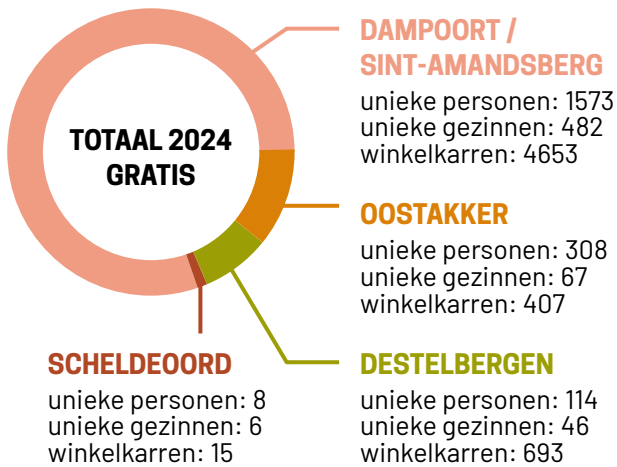 TOTAAL 2024
GRATIS
DAMPOORT /
SINT-AMANDSBERG
unieke personen: 1573
unieke gezinnen: 482
winkelkarren: 4653
OOSTAKKER
unieke personen: 308
unieke gezinnen: 67
winkelkarren: 407
SCHELDEOORD
unieke personen: 8
unieke gezinnen: 6
winkelkarren: 15
DESTELBERGEN
unieke personen: 114
unieke gezinnen: 46
winkelkarren: 693